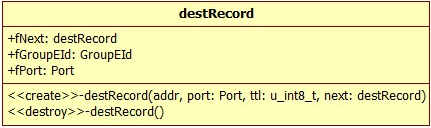 destRecord
+fNext: destRecord
+fGroupEId: GroupEId
+fPort: Port
<<create>>-destRecord(addr, port: Port, ttl: u_int8_t, next: destRecord)
<<destroy>>-destRecord()